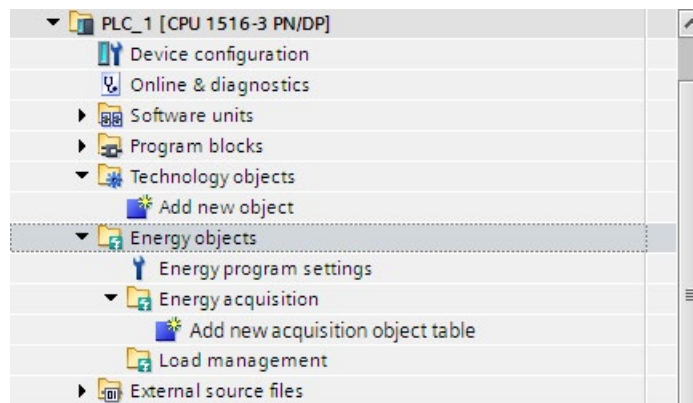 PLC_1 [CPU 1516-3 PN/DP]
Device configuration
Online & diagnostics
Software units
Program blocks
Technology objects
Add new object
Energy objects
Energy program settings
Energy acquisition
Add new acquisition object table
Load management
External source files